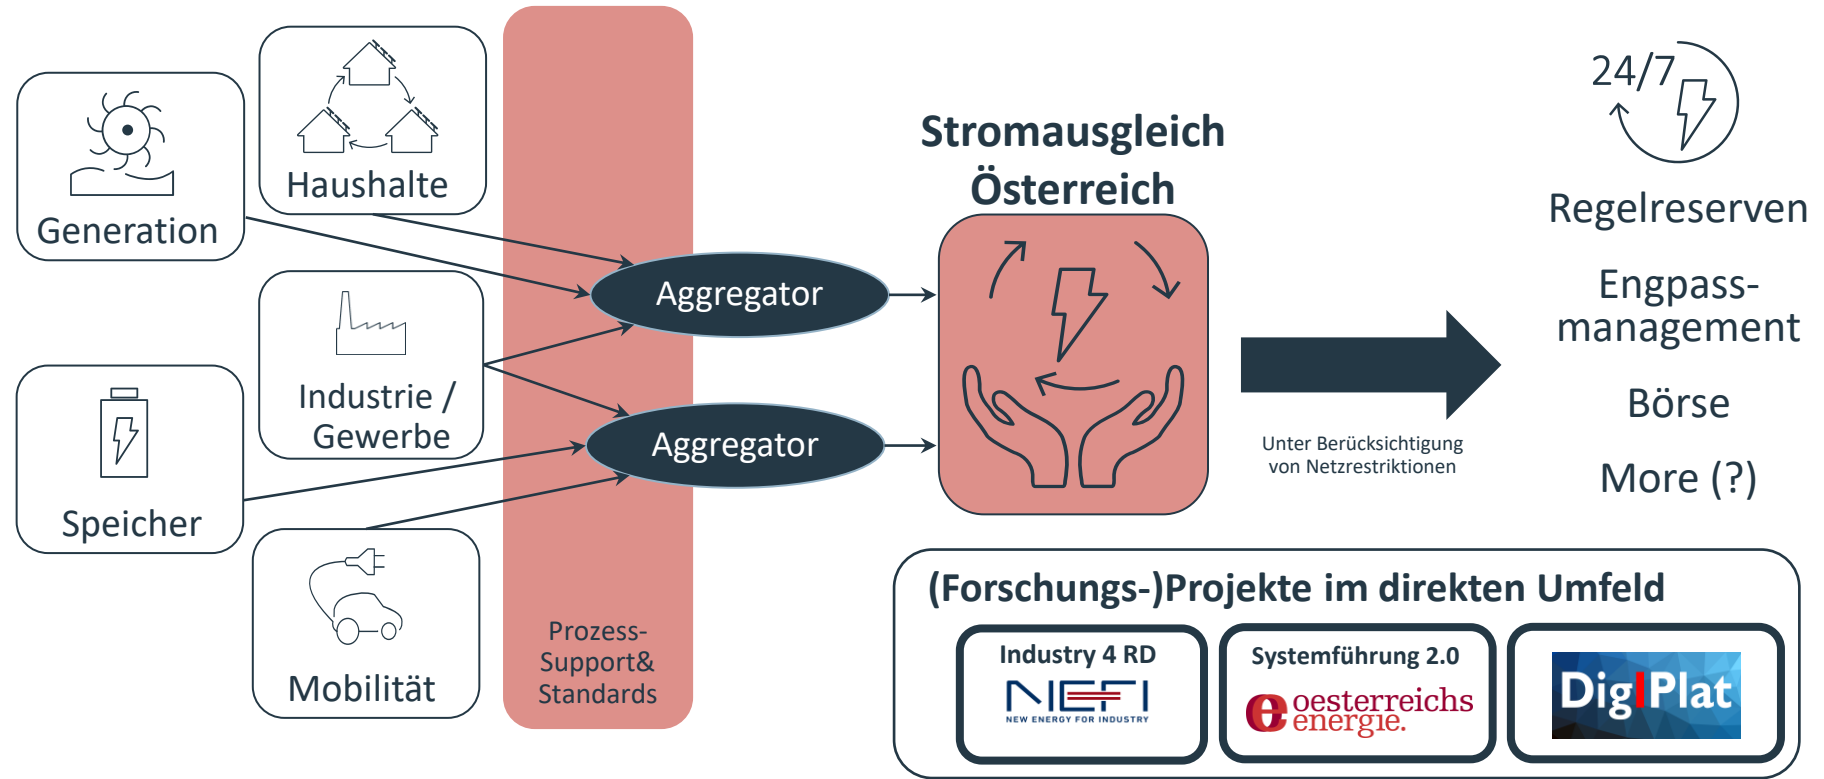 Generation
Haushalte
Industrie /
Gewerbe
Speicher
Mobilität
Prozess-
Support&
Standards
Aggregator
Aggregator
Stromausgleich
Österreich
Unter Berücksichtigung
von Netzrestriktionen
24/7
Regelreserven
Engpass-
management
Börse
More (?)
(Forschungs-)Projekte im direkten Umfeld
Industry 4 RD
NEFI
NEW ENERGY FOR INDUSTRY
Systemführung 2.0
oesterreichs
energie.
DigIPlat